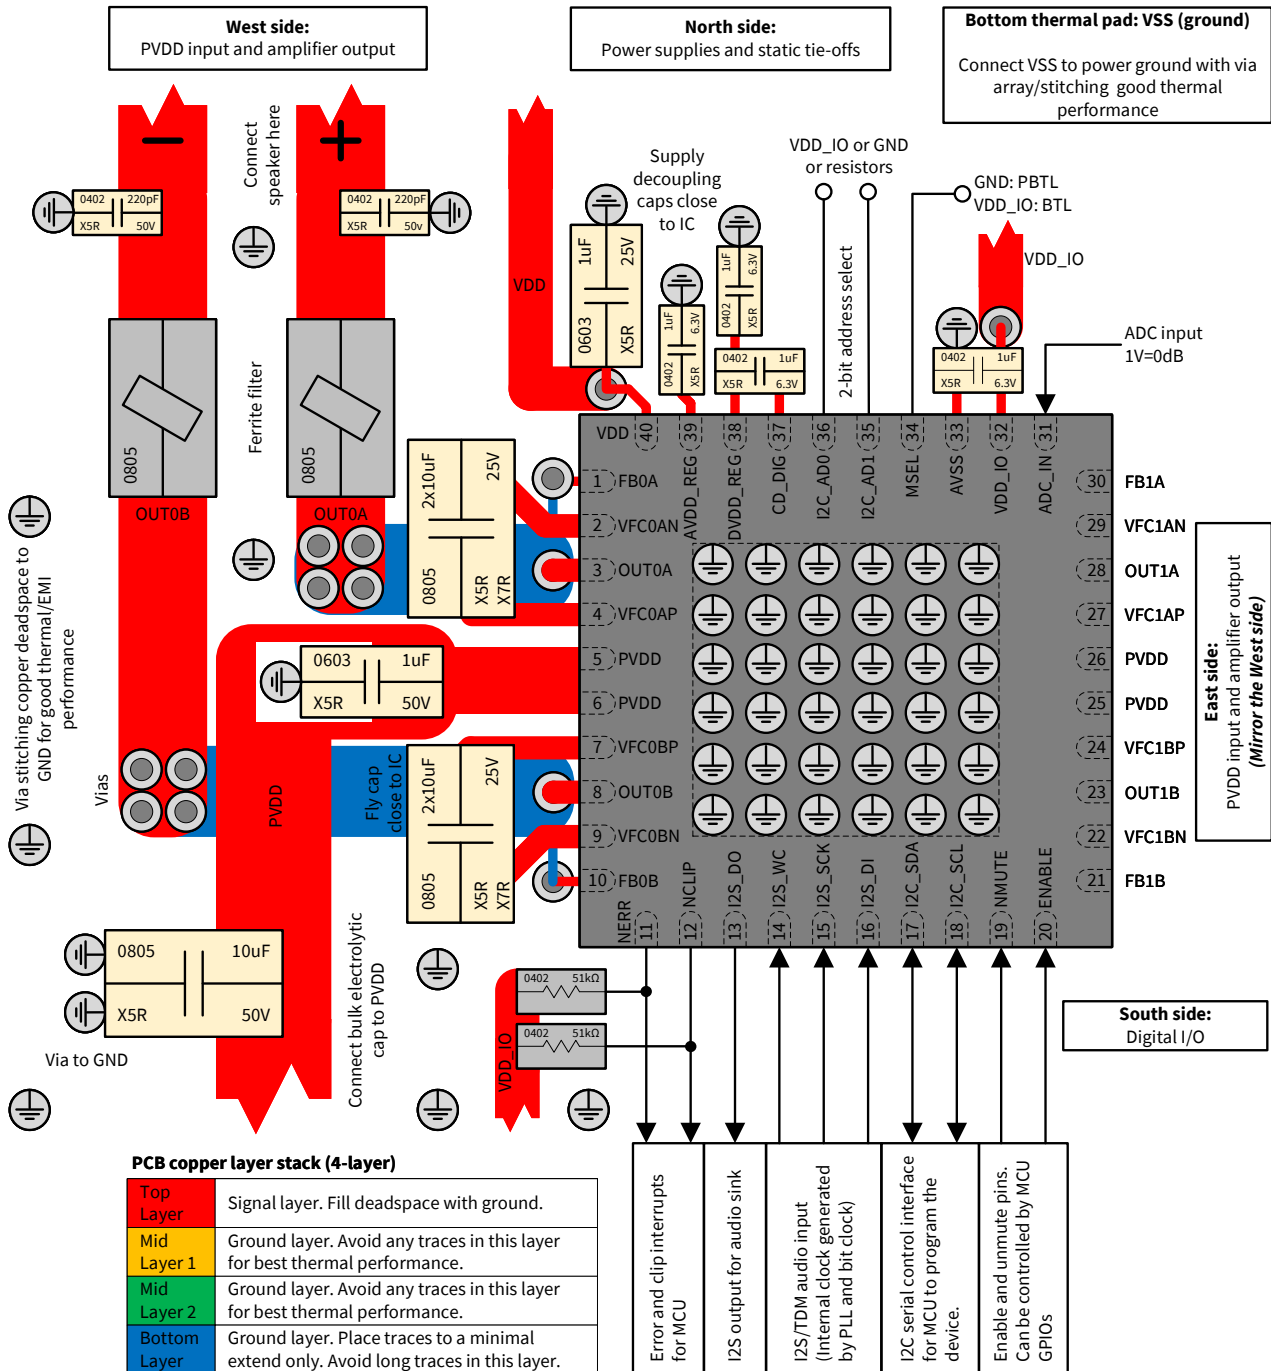 West side:
PVDD input and amplifier output
North side:
Power supplies and static tie-offs
Bottom thermal pad: VSS (ground)
Connect VSS to power ground with via
array/stitching good thermal
performance
Connect
speaker here
Supply
decoupling
caps close
to IC
VDD_IO or GND
or resistors
2-bit address select
GND: PBTL
VDD_IO: BTL
VDD_IO
ADC input
1V=0dB
0402 220pF
X5R 50V
0402 220pF
X5R 50v
VDD
1uF 25V
0603 X5R
1uF 6.3V
0402 X5R
1uF 6.3V
0402 X5R
0402 1uF
X5R 6.3V
0402 1uF
X5R 6.3V
0805
Ferrite filter
0805
OUT0B
OUT0A
2x10uF 25V
0805 X5R
X7R
VDD 40
39 AVDD_REG
38 DVDD_REG
37 CD_DIG
36 I2C_AD0
35 I2C_AD1
34 MSEL
33 AVSS
32 VDD_IO
31 ADC_IN
1 FB0A
2 VFC0AN
3 OUT0A
4 VFC0AP
5 PVDD
6 PVDD
7 VFC0BP
8 OUT0B
9 VFC0BN
10 FB0B
30 FB1A
29 VFC1AN
28 OUT1A
27 VFC1AP
26 PVDD
25 PVDD
24 VFC1BP
23 OUT1B
22 VFC1BN
21 FB1B
East side:
PVDD input and amplifier output
(Mirror the West side)
Via stitching copper deadspace to
GND for good thermal/EMI
performance
Vias
0603 1uF
X5R 50V
PVDD
Fly cap
close to IC
2x10uF 25V
0805 X5R
X7R
NERR 11
12 NCLIP
13 I2S_DO
14 I2S_WC
15 I2S_SCK
16 I2S_DI
17 I2C_SDA
18 I2C_SCL
19 NMUTE
20 ENABLE
0805 10uF
X5R 50V
Via to GND
Connect bulk electrolytic
cap to PVDD
VDD_IO
0402 51kΩ
0402 51kΩ
South side:
Digital I/O
Error and clip interrupts
for MCU
I2S output for audio sink
I2S/TDM audio input
(Internal clock generated
by PLL and bit clock)
I2C serial control interface
for MCU to program the
device.
Enable and unmute pins.
Can be controlled by MCU
GPIOs
PCB copper layer stack (4-layer)
Top
Layer
Signal layer. Fill deadspace with ground.
Mid
Layer 1
Ground layer. Avoid any traces in this layer
for best thermal performance.
Mid
Layer 2
Ground layer. Avoid any traces in this layer
for best thermal performance.
Bottom
Layer
Ground layer. Place traces to a minimal
extend only. Avoid long traces in this layer.